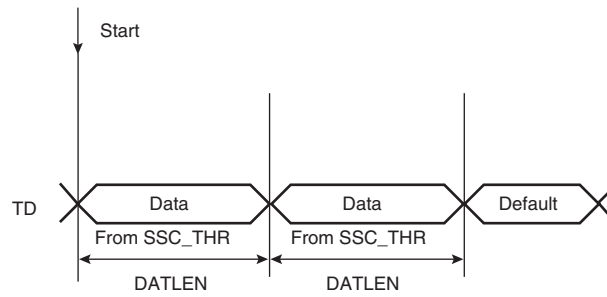 Start
TD
Data
Data
Default
From SSC_THR
From SSC_THR
DATLEN
DATLEN